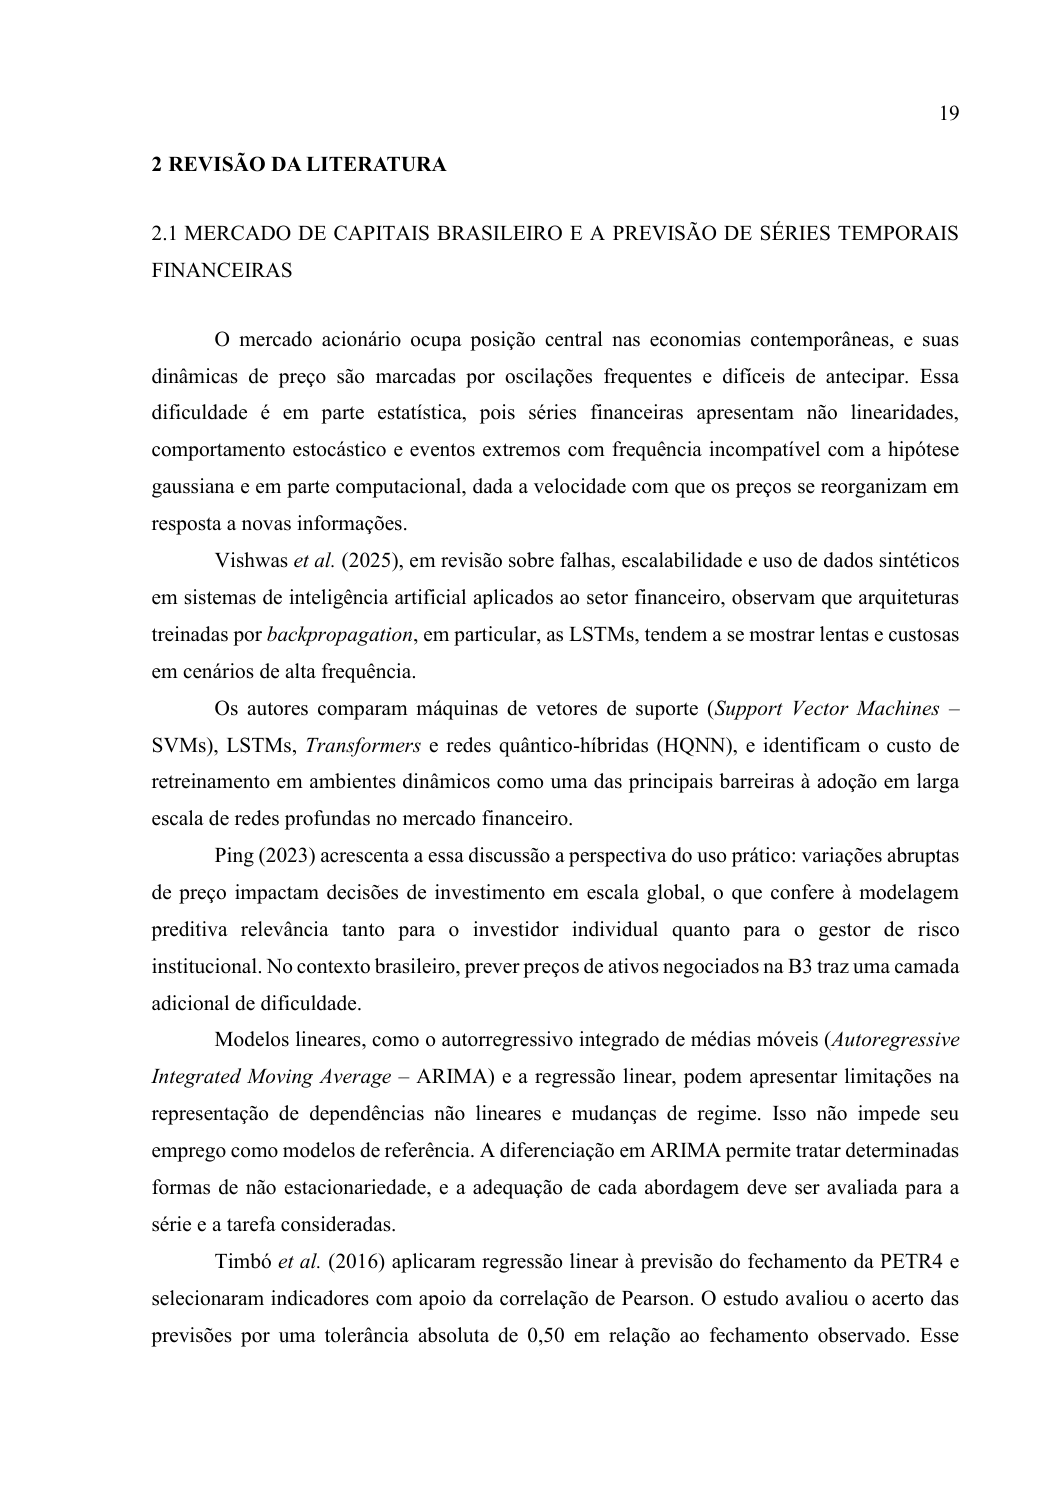 19
2 REVISÃO DA LITERATURA
2.1 MERCADO DE CAPITAIS BRASILEIRO E A PREVISÃO DE SÉRIES TEMPORAIS
FINANCEIRAS
O mercado acionário ocupa posição central nas economias contemporâneas, e suas
dinâmicas de preço são marcadas por oscilações frequentes e difíceis de antecipar. Essa
dificuldade é em parte estatística, pois séries financeiras apresentam não linearidades,
comportamento estocástico e eventos extremos com frequência incompatível com a hipótese
gaussiana e em parte computacional, dada a velocidade com que os preços se reorganizam em
resposta a novas informações.
Vishwas et al. (2025), em revisão sobre falhas, escalabilidade e uso de dados sintéticos
em sistemas de inteligência artificial aplicados ao setor financeiro, observam que arquiteturas
treinadas por backpropagation, em particular, as LSTMs, tendem a se mostrar lentas e custosas
em cenários de alta frequência.
Os autores comparam máquinas de vetores de suporte (Support Vector Machines –
SVMs), LSTMs, Transformers e redes quântico-híbridas (HQNN), e identificam o custo de
retreinamento em ambientes dinâmicos como uma das principais barreiras à adoção em larga
escala de redes profundas no mercado financeiro.
Ping (2023) acrescenta a essa discussão a perspectiva do uso prático: variações abruptas
de preço impactam decisões de investimento em escala global, o que confere à modelagem
preditiva relevância tanto para o investidor individual quanto para o gestor de risco
institucional. No contexto brasileiro, prever preços de ativos negociados na B3 traz uma camada
adicional de dificuldade.
Modelos lineares, como o autorregressivo integrado de médias móveis (Autoregressive
Integrated Moving Average – ARIMA) e a regressão linear, podem apresentar limitações na
representação de dependências não lineares e mudanças de regime. Isso não impede seu
emprego como modelos de referência. A diferenciação em ARIMA permite tratar determinadas
formas de não estacionariedade, e a adequação de cada abordagem deve ser avaliada para a
série e a tarefa consideradas.
Timbó et al. (2016) aplicaram regressão linear à previsão do fechamento da PETR4 e
selecionaram indicadores com apoio da correlação de Pearson. O estudo avaliou o acerto das
previsões por uma tolerância absoluta de 0,50 em relação ao fechamento observado. Esse